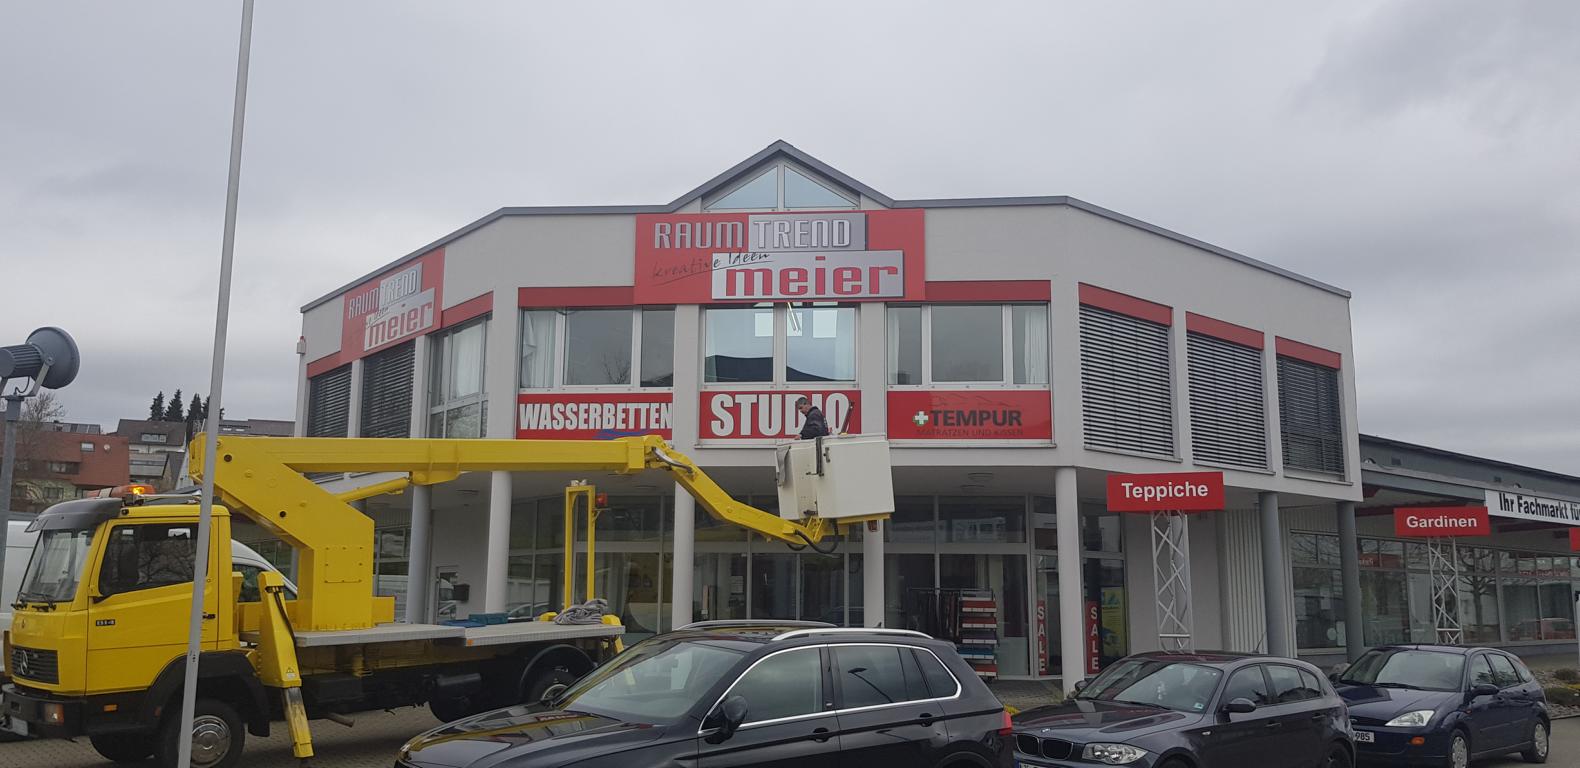 RAUM TREND
kreative Ideen
meier
RAUM TREND
meier
WASSERBETTEN
STUDIO
TEMPUR
MATRATZEN UND KISSEN
Teppiche
Gardinen
Ihr Fachmarkt fü
SALE
SALE
985